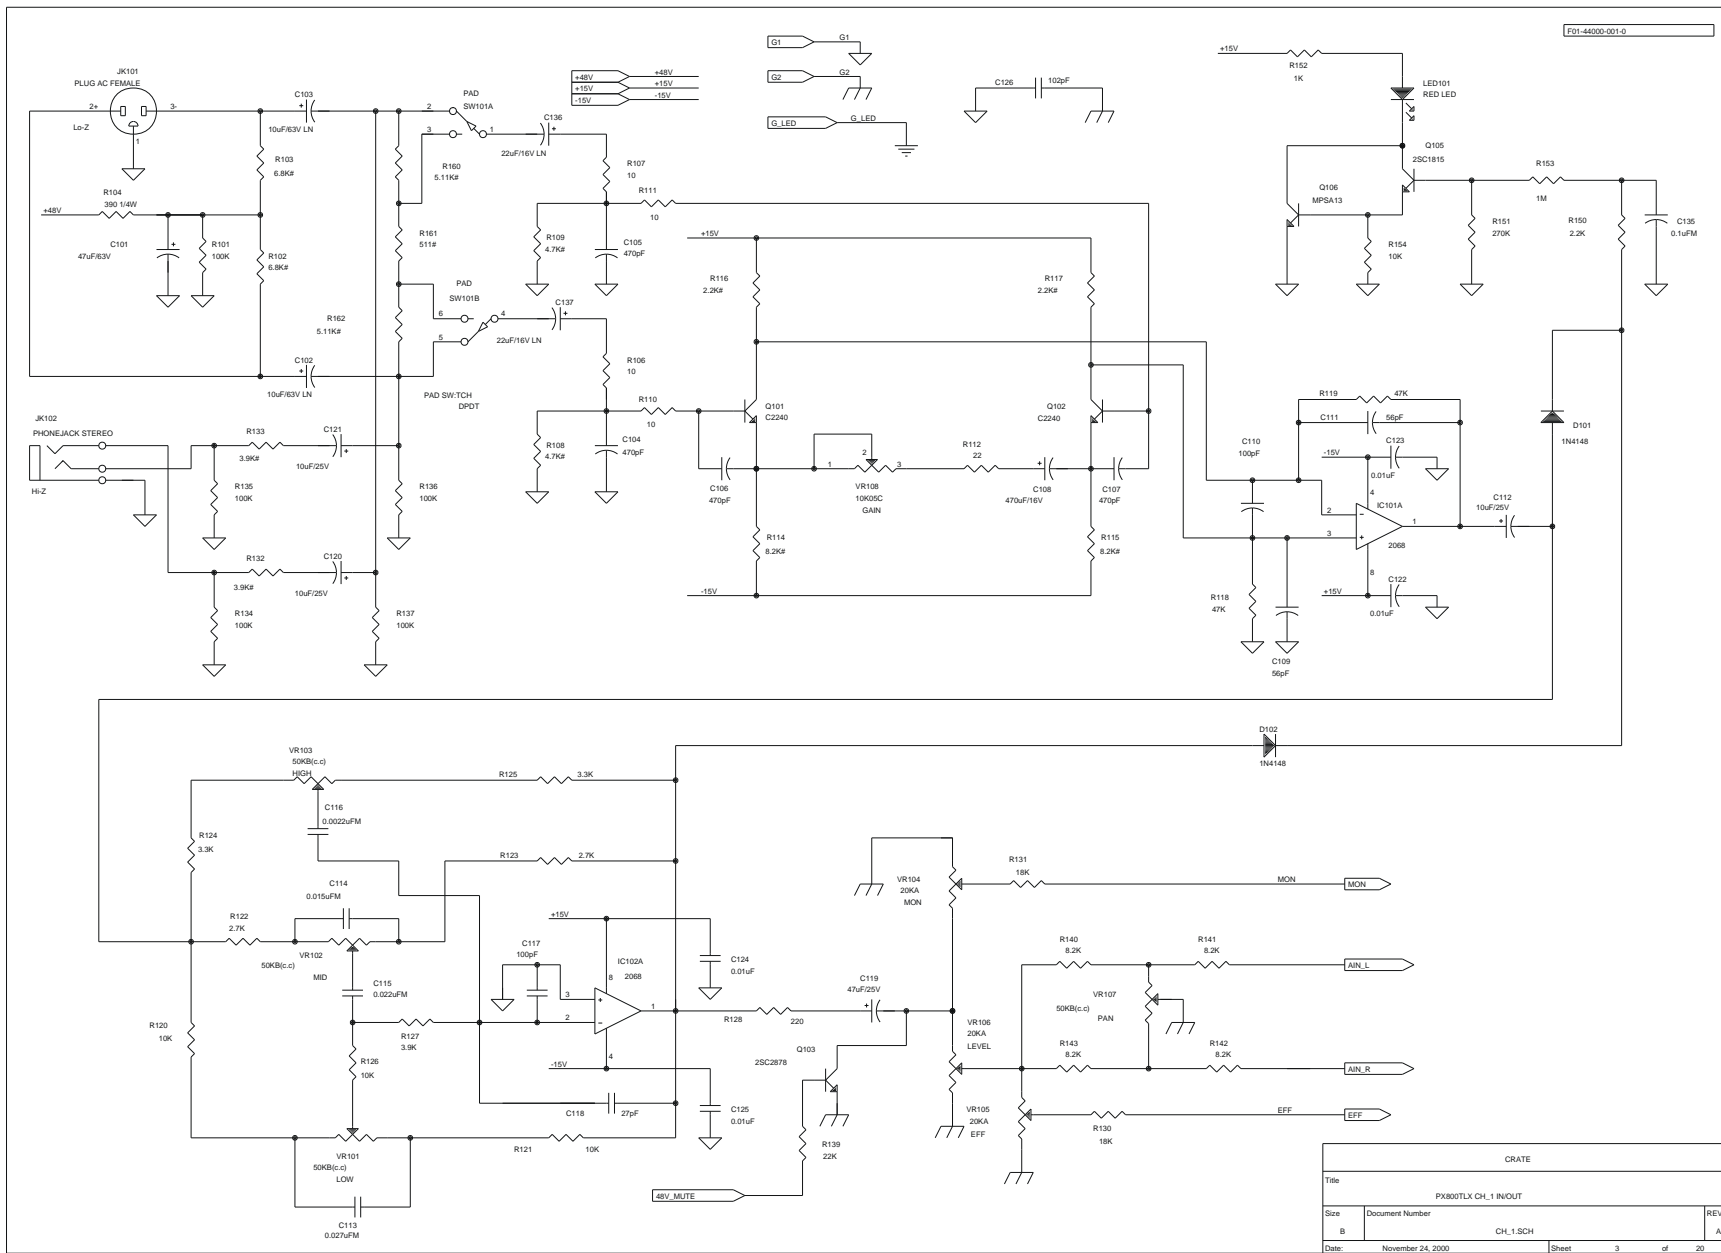 F01-44000-001-0
JK101
PLUG AC FEMALE
2+
3-
1
Lo-Z
C103
10uF/63V LN
R103
6.8K#
R104
390 1/4W
+48V
C101
47uF/63V
R101
100K
R102
6.8K#
C102
10uF/63V LN
JK102
PHONEJACK STEREO
Hi-Z
R133
3.9K#
C121
10uF/25V
R135
100K
R132
3.9K#
C120
10uF/25V
R134
100K
R136
100K
R137
100K
PAD
SW101A
2
3
1
R160
5.11K#
R161
511#
PAD
SW101B
6
5
4
R162
5.11K#
PAD SW:TCH
DPDT
+48V +48V
+15V +15V
-15V -15V
C136
22uF/16V LN
C137
22uF/16V LN
R107
10
R111
10
R109
4.7K#
C105
470pF
R106
10
R110
10
R108
4.7K#
C104
470pF
G1 G1
G2 G2
G_LED G_LED
C126
102pF
+15V
R116
2.2K#
R117
2.2K#
Q101
C2240
Q102
C2240
C106
470pF
1
2
3
VR108
10K05C
GAIN
R112
22
C108
470uF/16V
C107
470pF
R114
8.2K#
R115
8.2K#
-15V
+15V
R152
1K
LED101
RED LED
Q105
2SC1815
Q106
MPSA13
R153
1M
R154
10K
R151
270K
R150
2.2K
C135
0.1uFM
R119
47K
C111
56pF
C110
100pF
-15V
C123
0.01uF
4
IC101A
2
3
1
2068
8
+15V
C122
0.01uF
C112
10uF/25V
D101
1N4148
R118
47K
C109
56pF
D102
1N4148
VR103
50KB(c.c)
HIGH
R125
3.3K
C116
0.0022uFM
R124
3.3K
R123
2.7K
C114
0.015uFM
R122
2.7K
VR102
50KB(c.c)
MID
C115
0.022uFM
R120
10K
R127
3.9K
R126
10K
VR101
50KB(c.c)
LOW
C113
0.027uFM
R121
10K
C118
27pF
+15V
C117
100pF
IC102A
2068
8
3
2
1
4
-15V
C124
0.01uF
C125
0.01uF
R128
220
C119
47uF/25V
Q103
2SC2878
R139
22K
48V_MUTE
VR104
20KA
MON
R131
18K
MON MON
VR106
20KA
LEVEL
R140
8.2K
R141
8.2K
AIN_L
VR107
50KB(c.c)
PAN
R143
8.2K
R142
8.2K
AIN_R
VR105
20KA
EFF
R130
18K
EFF EFF
CRATE
Title
PX800TLX CH_1 IN/OUT
Size Document Number REV
B CH_1.SCH A
Date: November 24, 2000 Sheet 3 of 20